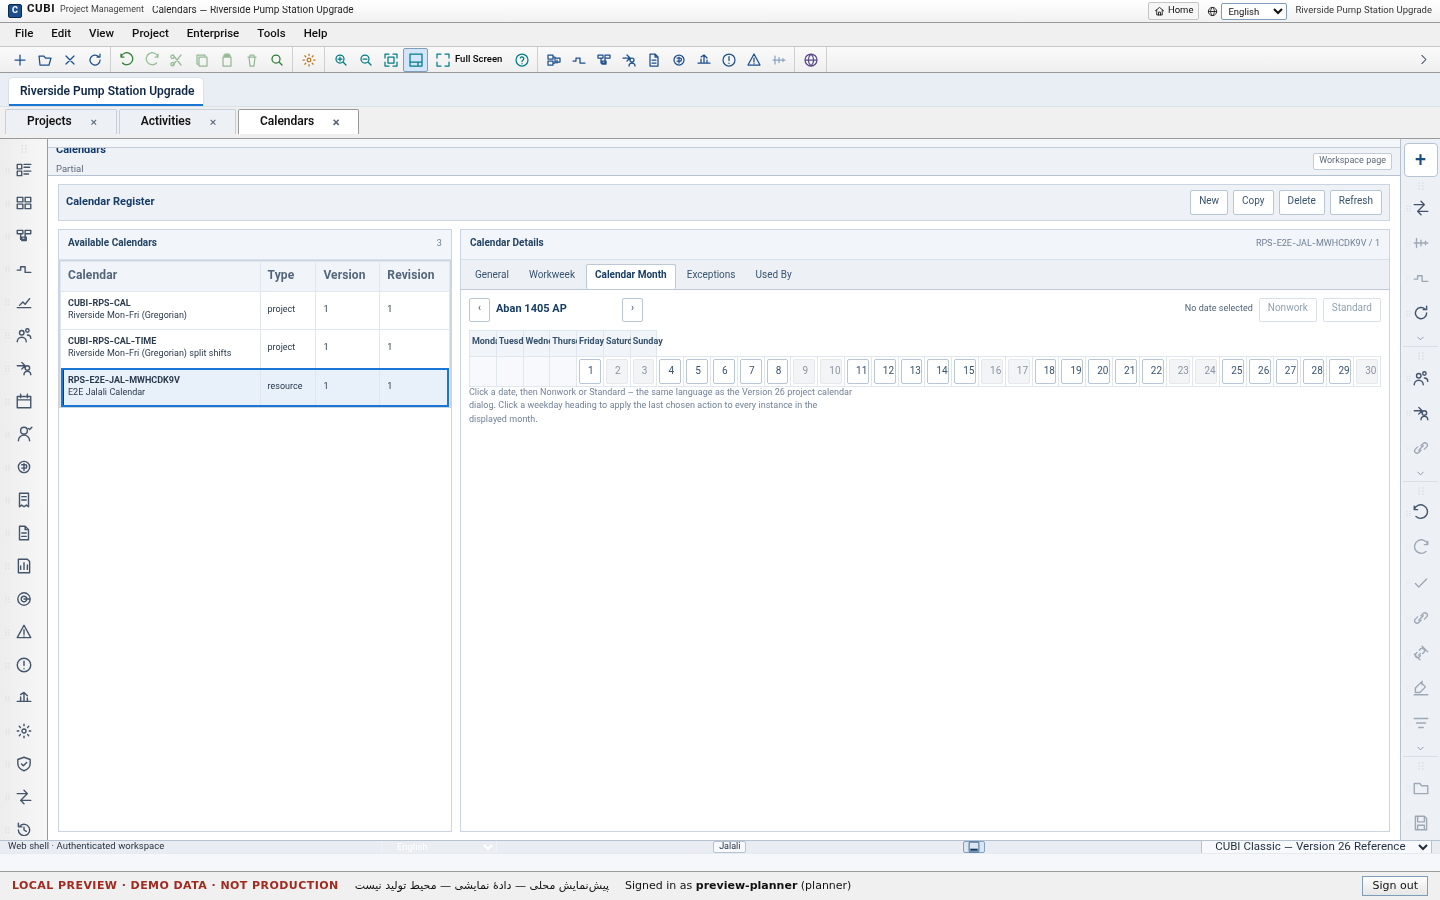 CUBI Project Management Calendars — Riverside Pump Station Upgrade Home English Riverside Pump Station Upgrade
File Edit View Project Enterprise Tools Help
Full Screen
Riverside Pump Station Upgrade
Projects × Activities × Calendars ×
Calendars
Partial Workspace page
Calendar Register New Copy Delete Refresh
Available Calendars 3
Calendar Type Version Revision
CUBI-RPS-CAL
Riverside Mon-Fri (Gregorian) project 1 1
CUBI-RPS-CAL-TIME
Riverside Mon-Fri (Gregorian) split shifts project 1 1
RPS-E2E-JAL-MWHCDK9V
E2E Jalali Calendar resource 1 1
Calendar Details RPS-E2E-JAL-MWHCDK9V / 1
General Workweek Calendar Month Exceptions Used By
‹ Aban 1405 AP › No date selected Nonwork Standard
Friday Sunday
1 2 3 4 5 6 7 8 9 10 11 12 13 14 15 16 17 18 19 20 21 22 23 24 25 26 27 28 29 30
Click a date, then Nonwork or Standard — the same language as the Version 26 project calendar
dialog. Click a weekday heading to apply the last chosen action to every instance in the
displayed month.
Web shell · Authenticated workspace English Jalali CUBI Classic — Version 26 Reference
LOCAL PREVIEW · DEMO DATA · NOT PRODUCTION پیش‌نمایش محلی — دادهٔ نمایشی — محیط تولید نیست Signed in as preview-planner (planner) Sign out